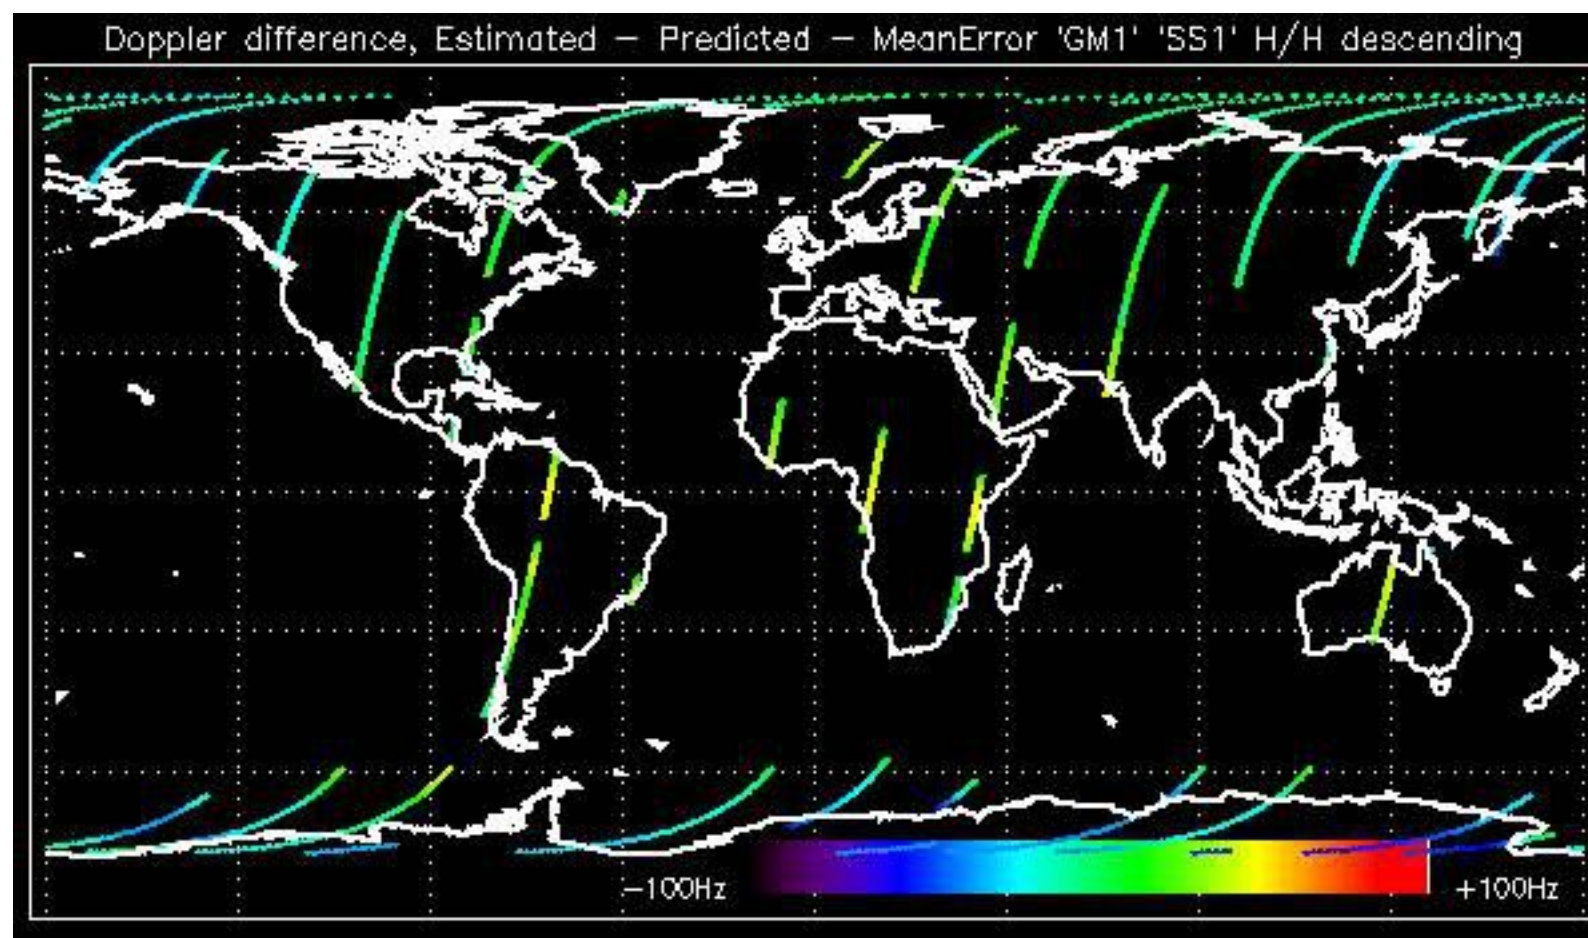 Doppler difference, Estimated — Predicted — MeanError 'GM1' 'SS1' H/H descending
−100Hz +100Hz